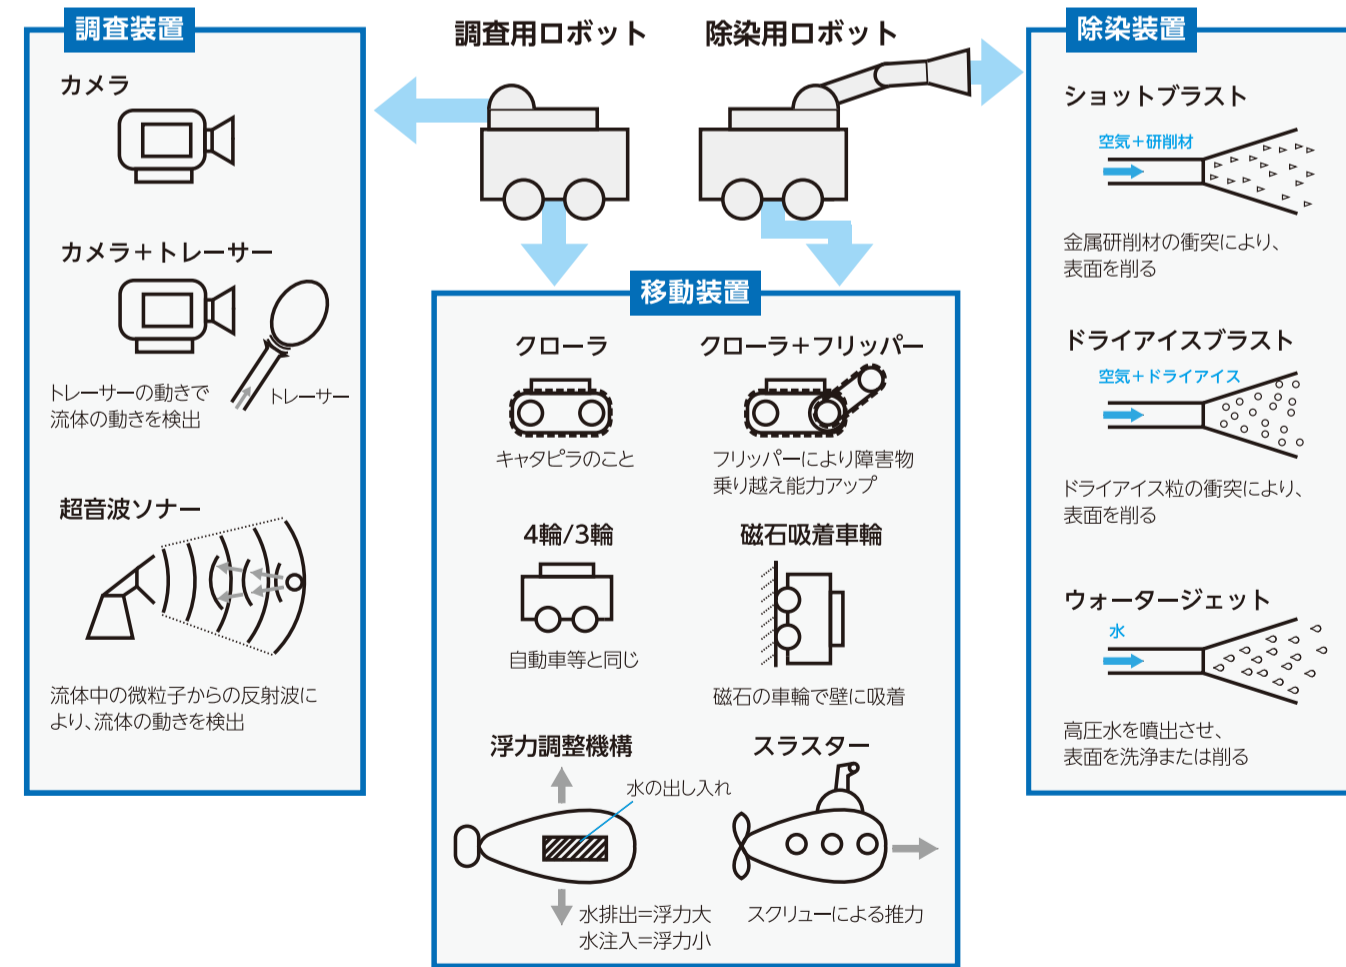 調査装置
カメラ
カメラ＋トレーサー
トレーサーの動きで
流体の動きを検出
トレーサー
超音波ソナー
流体中の微粒子からの反射波に
より、流体の動きを検出
調査用ロボット
除染用ロボット
移動装置
クローラ
キャタピラのこと
クローラ＋フリッパー
フリッパーにより障害物
乗り越え能力アップ
4輪/3輪
自動車等と同じ
磁石吸着車輪
磁石の車輪で壁に吸着
浮力調整機構
水の出し入れ
水排出＝浮力大
水注入＝浮力小
スラスター
スクリューによる推力
除染装置
ショットブラスト
空気＋研削材
金属研削材の衝突により、
表面を削る
ドライアイスブラスト
空気＋ドライアイス
ドライアイス粒の衝突により、
表面を削る
ウォータージェット
水
高圧水を噴出させ、
表面を洗浄または削る